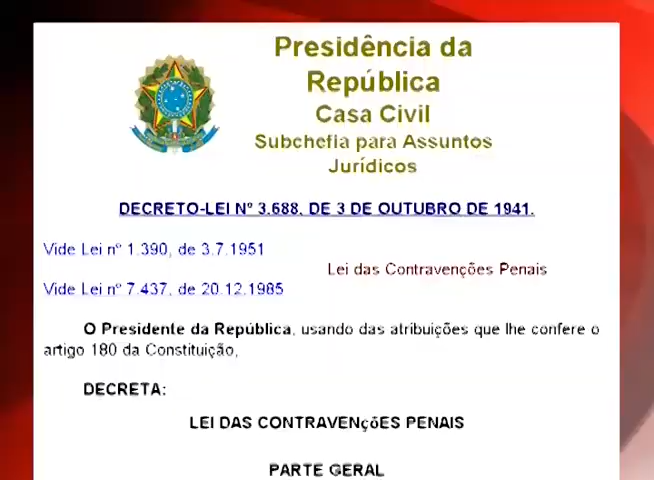 Presidência da
República
Casa Civil
Subchefia para Assuntos
Jurídicos
DECRETO-LEI Nº 3.688, DE 3 DE OUTUBRO DE 1941.
Vide Lei nº 1.390, de 3.7.1951
Lei das Contravenções Penais
Vide Lei nº 7.437, de 20.12.1985
O Presidente da República, usando das atribuições que lhe confere o
artigo 180 da Constituição,
DECRETA:
LEI DAS CONTRAVENçõES PENAIS
PARTE GERAL